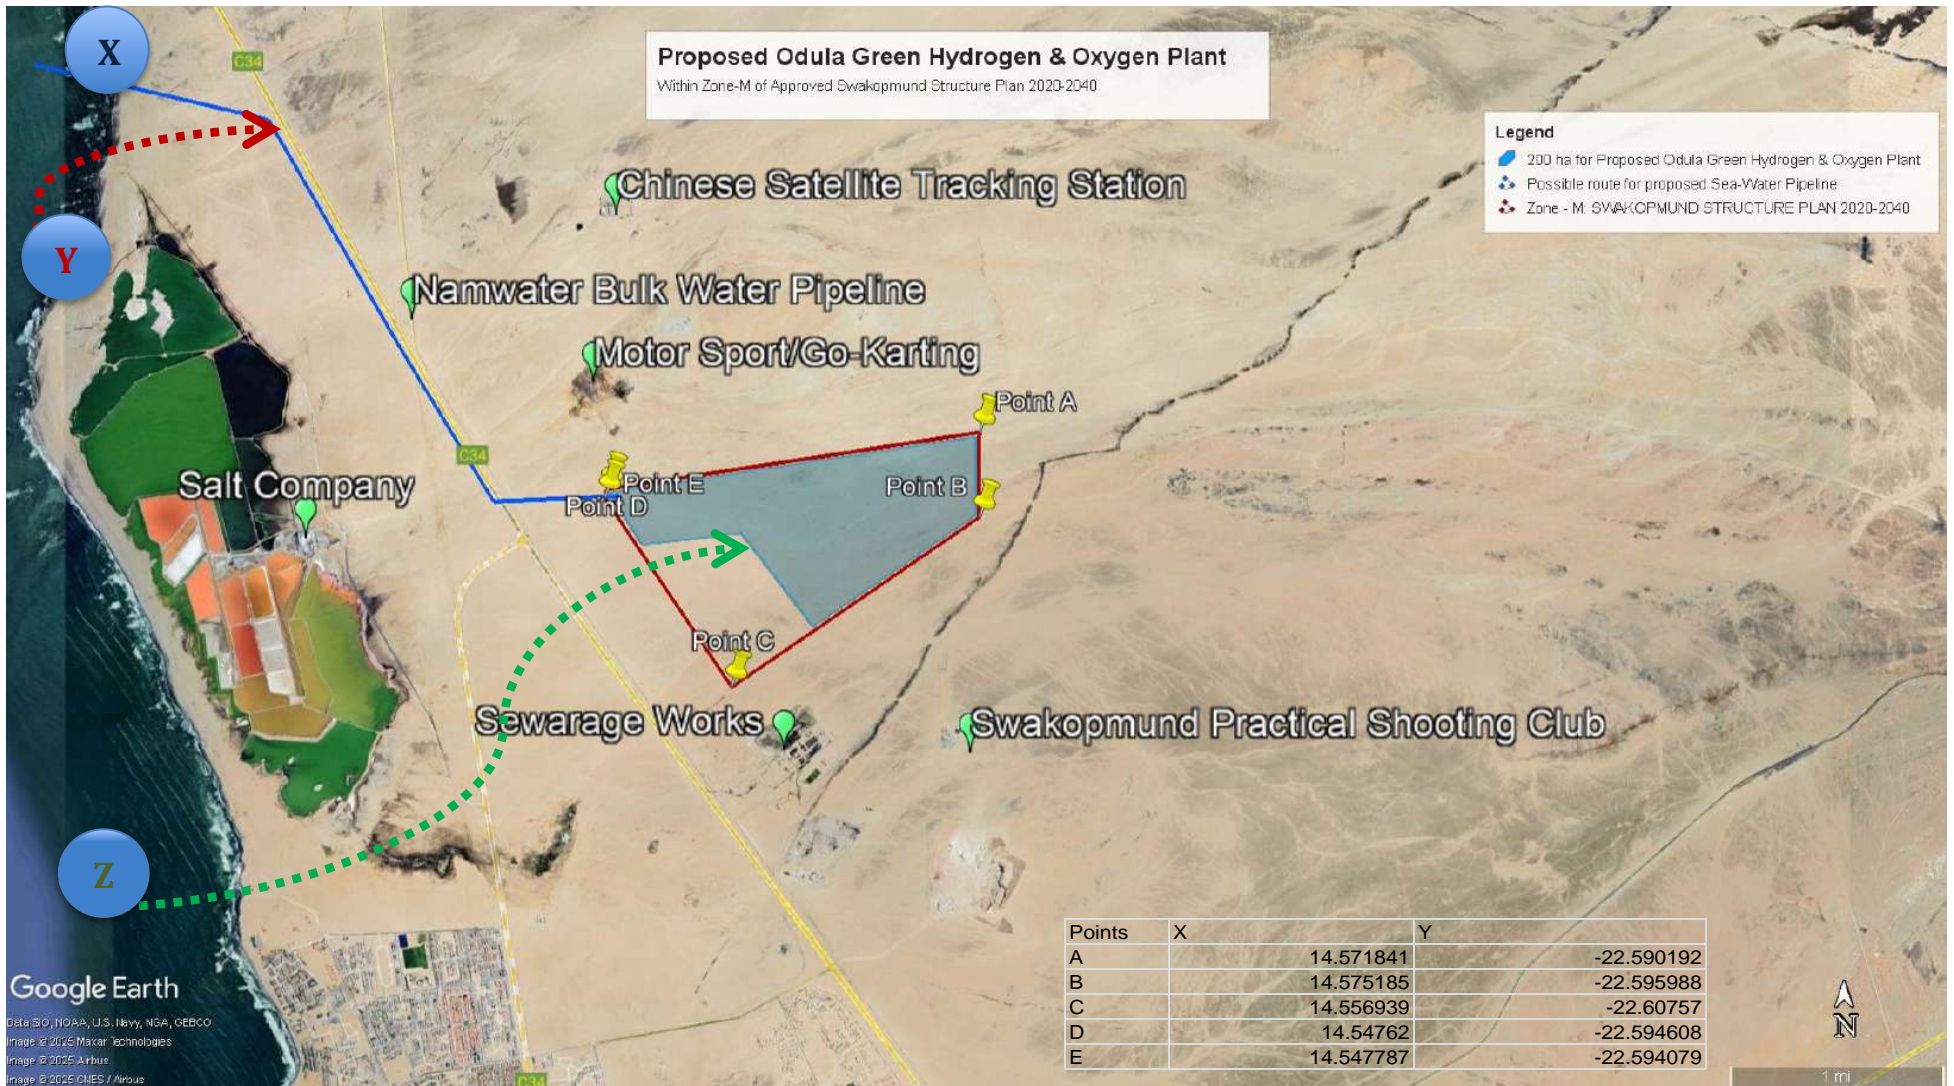 X
C34
Proposed Odula Green Hydrogen & Oxygen Plant
Within Zone-M of Approved Swakopmund Structure Plan 2020-2040
Legend
200 ha for Proposed Odula Green Hydrogen & Oxygen Plant
Possible route for proposed Sea-Water Pipeline
Zone - M: SWAKOPMUND STRUCTURE PLAN 2020-2040
Chinese Satellite Tracking Station
Y
Namwater Bulk Water Pipeline
Motor Sport/Go-Karting
Point A
C34
Salt Company
Point E
Point B
Point D
Point C
Sewarage Works
Swakopmund Practical Shooting Club
Z
Points X Y
A 14.571841 -22.590192
B 14.575185 -22.595988
C 14.556939 -22.60757
D 14.54762 -22.594608
E 14.547787 -22.594079
Google Earth
Data SIO, NOAA, U.S. Navy, NGA, GEBCO
Image © 2025 Maxar Technologies
Image © 2025 Airbus
Image © 2025 CNES / Airbus
C34
N
1 mi